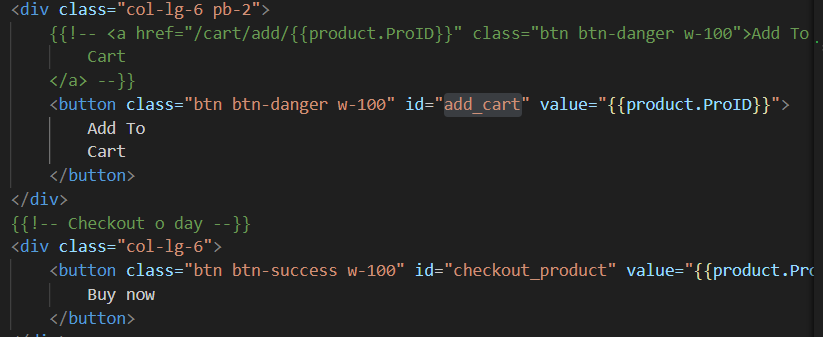 <div class="col-lg-6 pb-2">
{{!-- <a href="/cart/add/{{product.ProID}}" class="btn btn-danger w-100">Add To
Cart
</a> --}}
<button class="btn btn-danger w-100" id="add_cart" value="{{product.ProID}}">
Add To
Cart
</button>
</div>
{{!-- Checkout o day --}}
<div class="col-lg-6">
<button class="btn btn-success w-100" id="checkout_product" value="{{product.Pro
Buy now
</button>
</div>